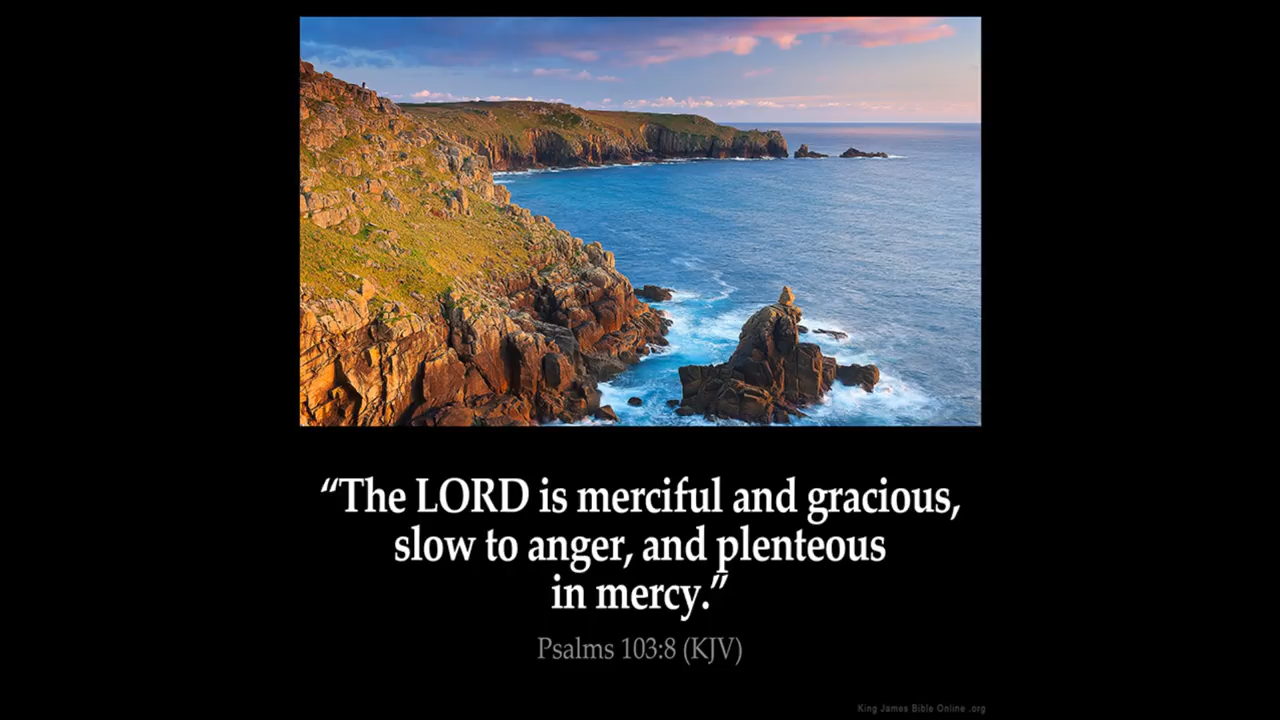 “The LORD is merciful and gracious,
slow to anger, and plenteous
in mercy.”
Psalms 103:8 (KJV)
King James Bible Online .org